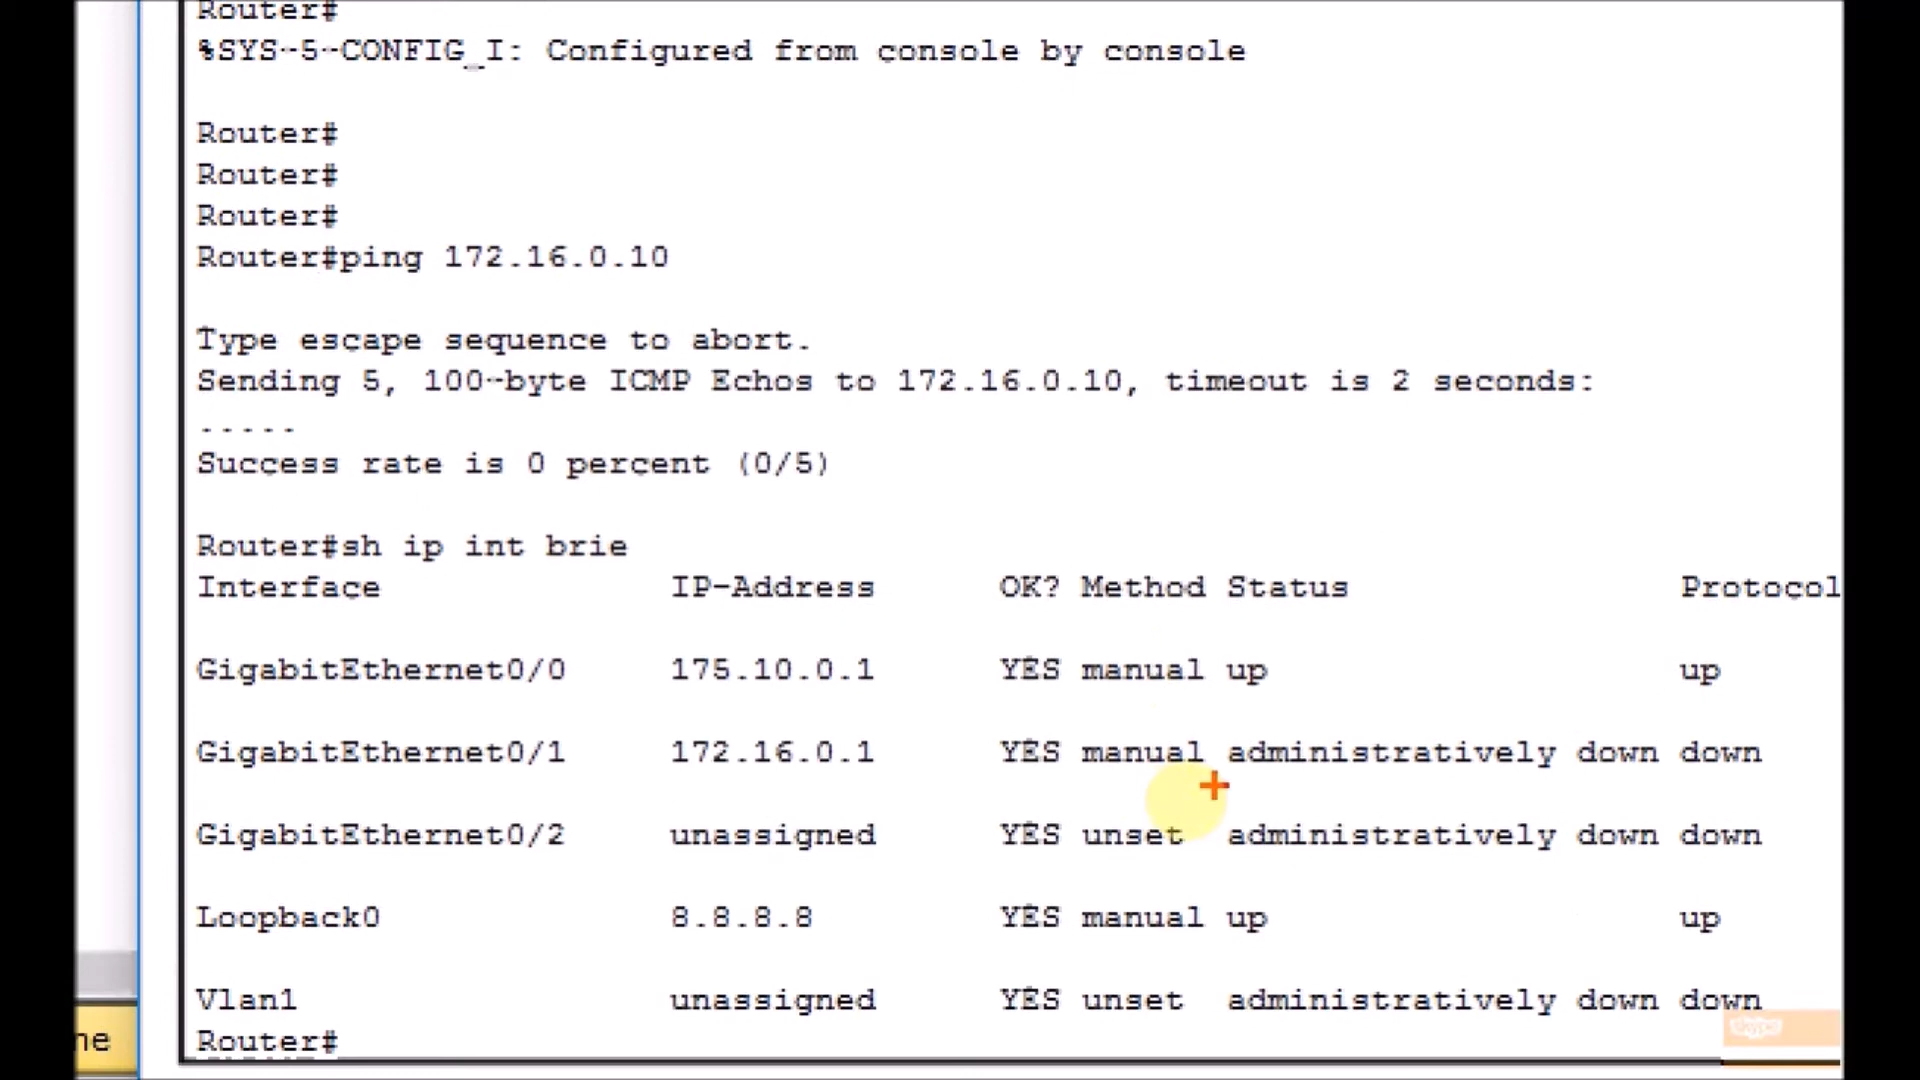 Router#
%SYS-5-CONFIG_I: Configured from console by console
Router#
Router#
Router#
Router#ping 172.16.0.10
Type escape sequence to abort.
Sending 5, 100-byte ICMP Echos to 172.16.0.10, timeout is 2 seconds:
.....
Success rate is 0 percent (0/5)
Router#sh ip int brie
Interface IP-Address OK? Method Status Protocol
GigabitEthernet0/0 175.10.0.1 YES manual up up
GigabitEthernet0/1 172.16.0.1 YES manual administratively down down
GigabitEthernet0/2 unassigned YES unset administratively down down
Loopback0 8.8.8.8 YES manual up up
Vlan1 unassigned YES unset administratively down down
skype
ne
Router#